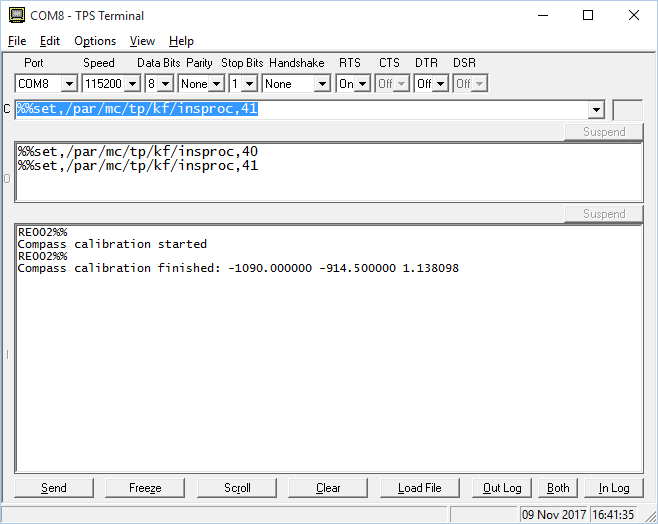 COM8 - TPS Terminal
File Edit Options View Help
Port Speed Data Bits Parity Stop Bits Handshake RTS CTS DTR DSR
COM8 115200 8 None 1 None On Off Off Off
C %%set,/par/mc/tp/kf/insproc,41
Suspend
%%set,/par/mc/tp/kf/insproc,40
O %%set,/par/mc/tp/kf/insproc,41
Suspend
RE002%%
Compass calibration started
RE002%%
Compass calibration finished: -1090.000000 -914.500000 1.138098
I
Send Freeze Scroll Clear Load File Out Log Both In Log
09 Nov 2017 16:41:35